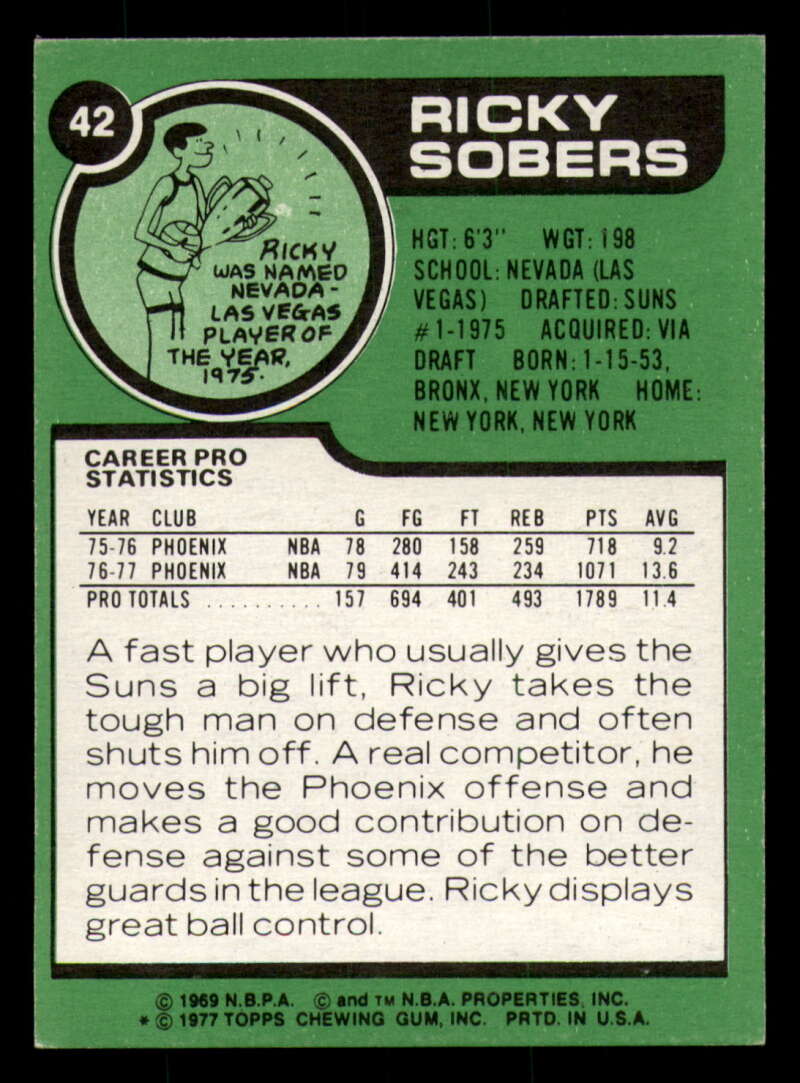 42
RICKY
SOBERS
RICKY
WAS NAMED
NEVADA-
LAS VEGAS
PLAYER OF
THE YEAR,
1975.
HGT: 6'3" WGT: 198
SCHOOL: NEVADA (LAS
VEGAS) DRAFTED: SUNS
#1-1975 ACQUIRED: VIA
DRAFT BORN: 1-15-53,
BRONX, NEW YORK HOME:
NEW YORK, NEW YORK
CAREER PRO
STATISTICS
YEAR CLUB G FG FT REB PTS AVG
75-76 PHOENIX NBA 78 280 158 259 718 9.2
76-77 PHOENIX NBA 79 414 243 234 1071 13.6
PRO TOTALS .......... 157 694 401 493 1789 11.4
A fast player who usually gives the
Suns a big lift, Ricky takes the
tough man on defense and often
shuts him off. A real competitor, he
moves the Phoenix offense and
makes a good contribution on de-
fense against some of the better
guards in the league. Ricky displays
great ball control.
© 1969 N.B.P.A. © and TM N.B.A. PROPERTIES, INC.
* © 1977 TOPPS CHEWING GUM, INC. PRTD. IN U.S.A.